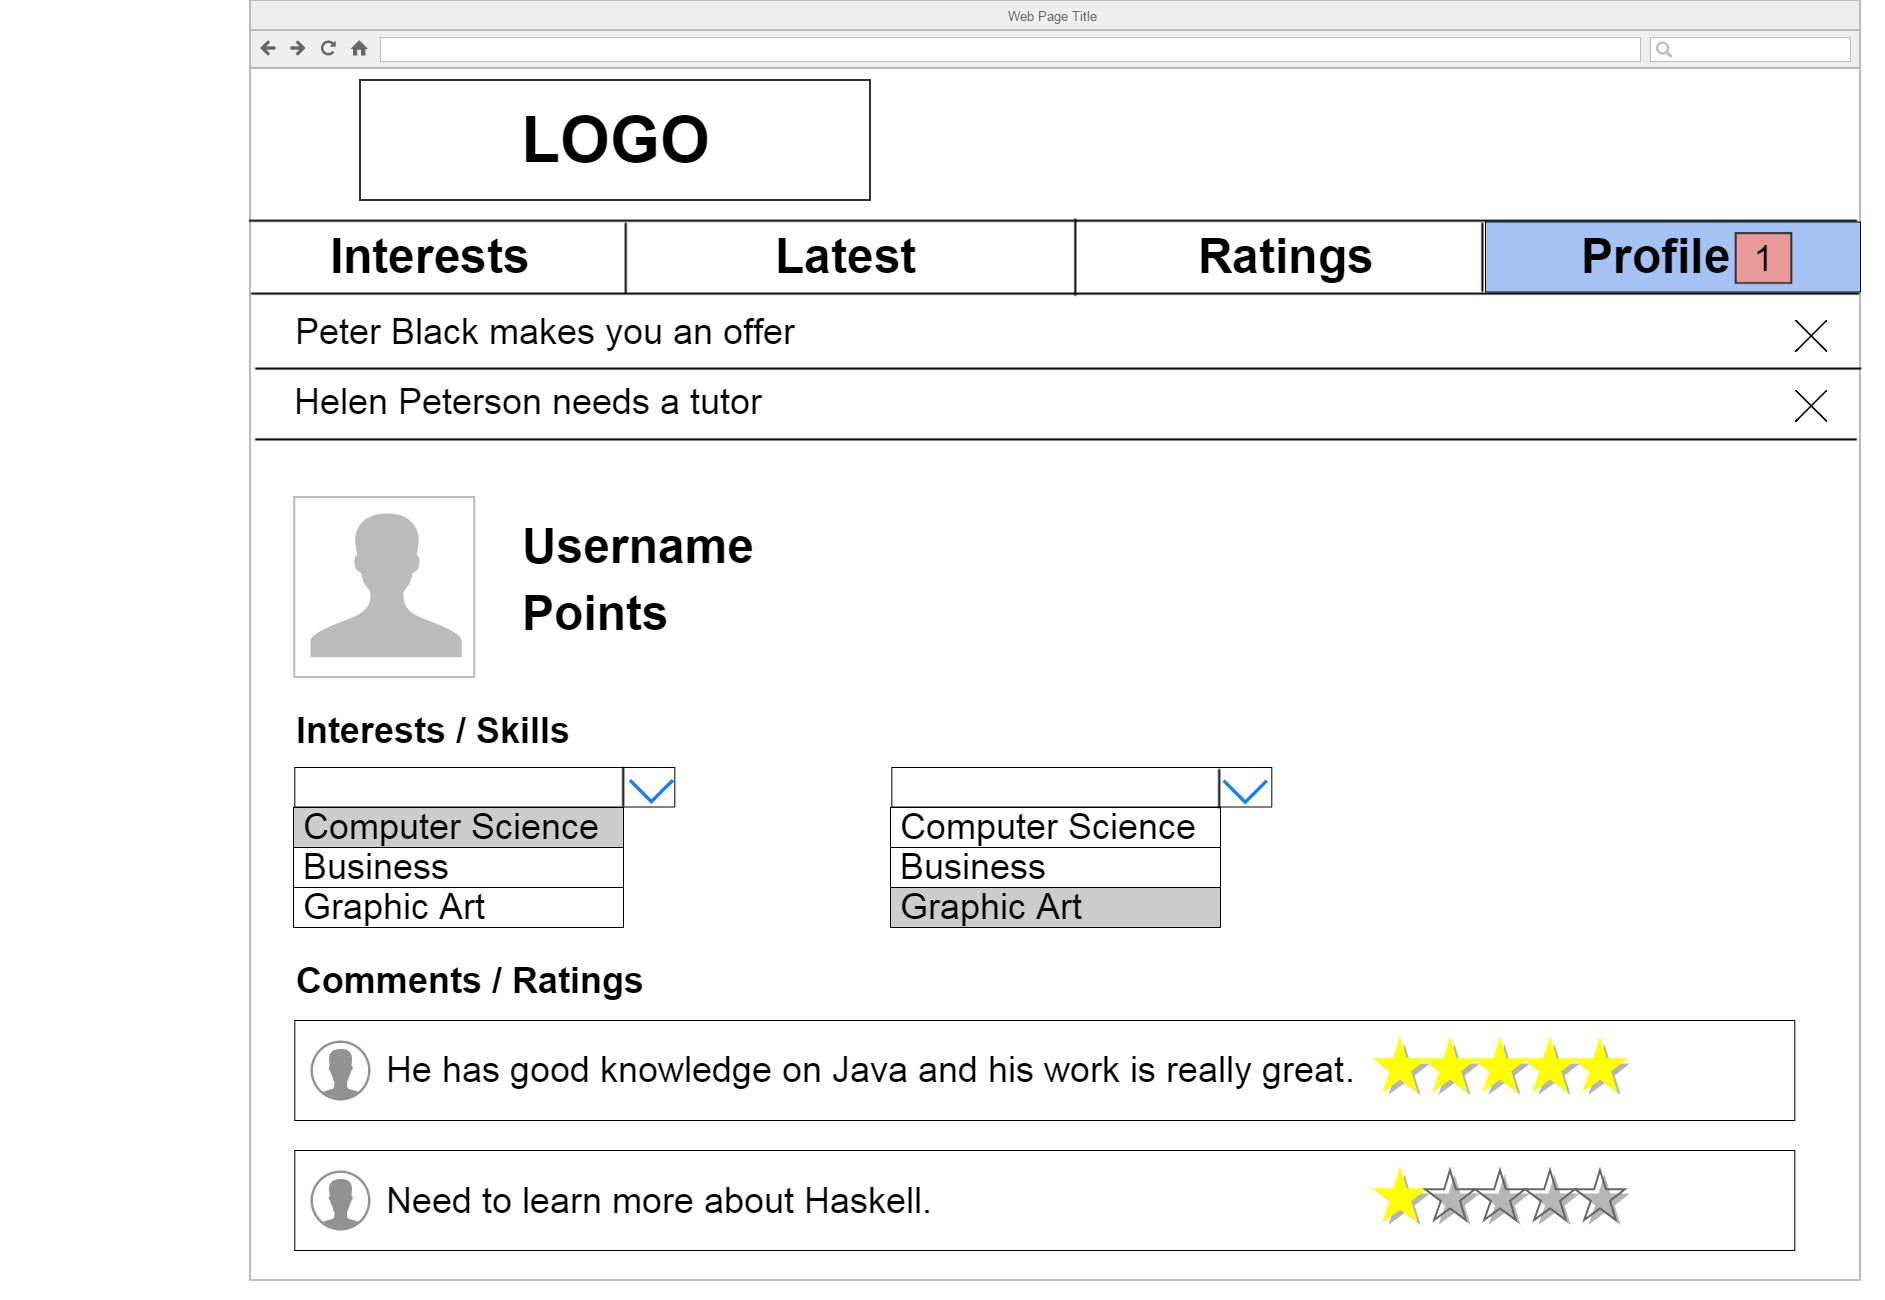 Web Page Title
LOGO
Interests Latest Ratings Profile 1
Peter Black makes you an offer
Helen Peterson needs a tutor
Username
Points
Interests / Skills
Computer Science Computer Science
Business Business
Graphic Art Graphic Art
Comments / Ratings
He has good knowledge on Java and his work is really great.
Need to learn more about Haskell.